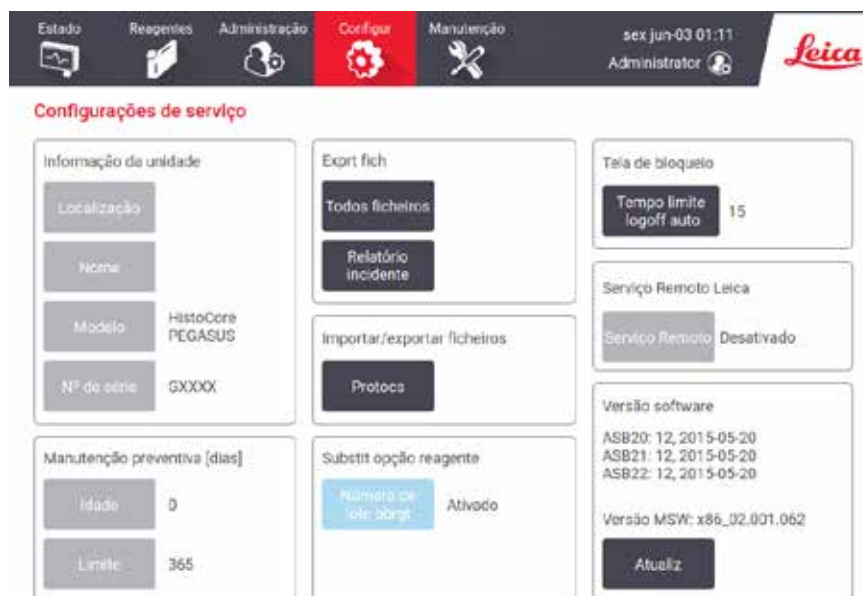 Estado Reagentes Administração Configur Manutenção
sex jun-03 01:11
Administrator
Leica
Configurações de serviço
Informação da unidade
Localização
Nome
Modelo HistoCore
PEGASUS
Nº de série GXXXX
Manutenção preventiva [dias]
Idade 0
Limite 365
Exprt fich
Todos ficheiros
Relatório
incidente
Importar/exportar ficheiros
Protocs
Substit opção reagente
Número de
lote obrgt Ativado
Tela de bloqueio
Tempo limite
logoff auto 15
Serviço Remoto Leica
Serviço Remoto Desativado
Versão software
ASB20: 12, 2015-05-20
ASB21: 12, 2015-05-20
ASB22: 12, 2015-05-20
Versão MSW: x86_02.001.062
Atualiz